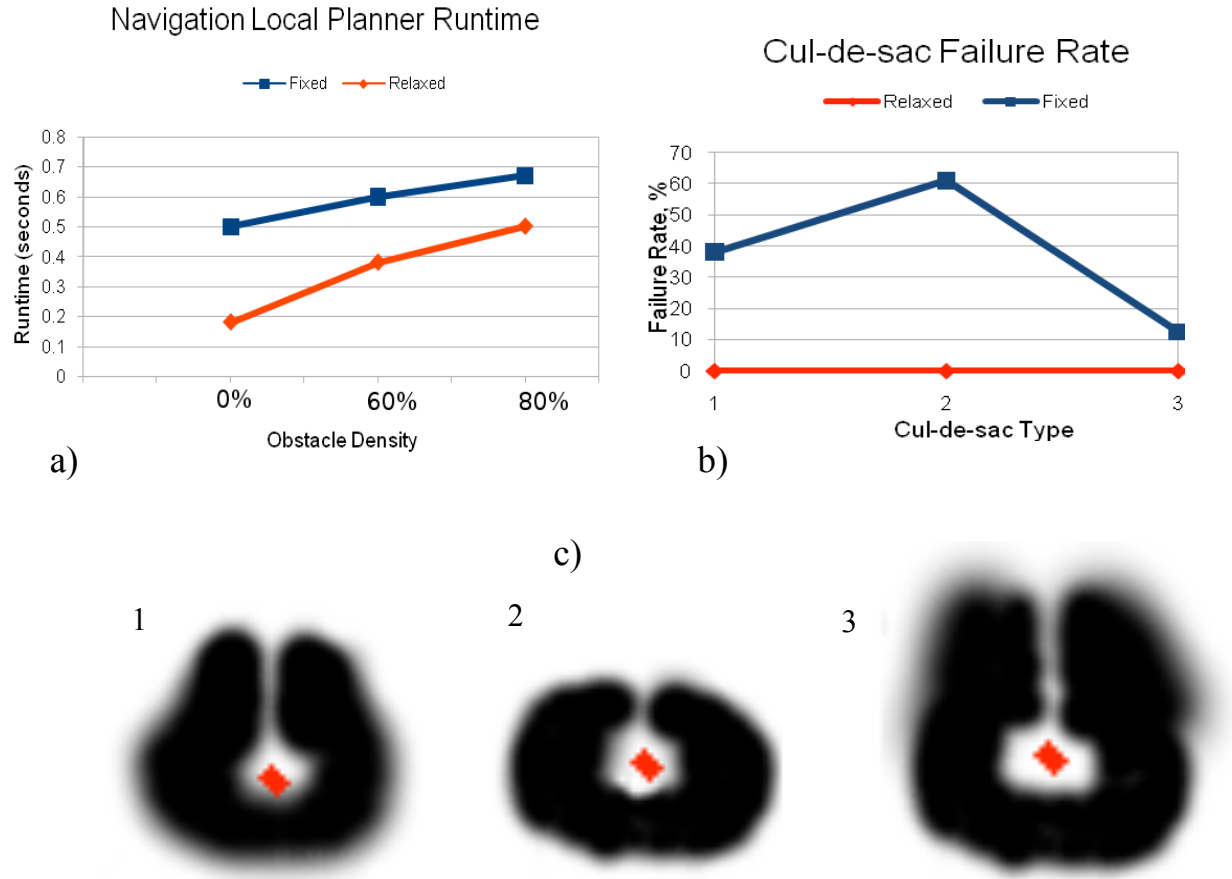 Navigation Local Planner Runtime
Fixed Relaxed
0.8
0.7
0.6
0.5
0.4
0.3
0.2
0.1
0
Runtime (seconds)
0% 60% 80%
Obstacle Density
a)
Cul-de-sac Failure Rate
Relaxed Fixed
70
60
50
40
30
20
10
0
Failure Rate, %
1 2 3
Cul-de-sac Type
b)
c)
1 2 3